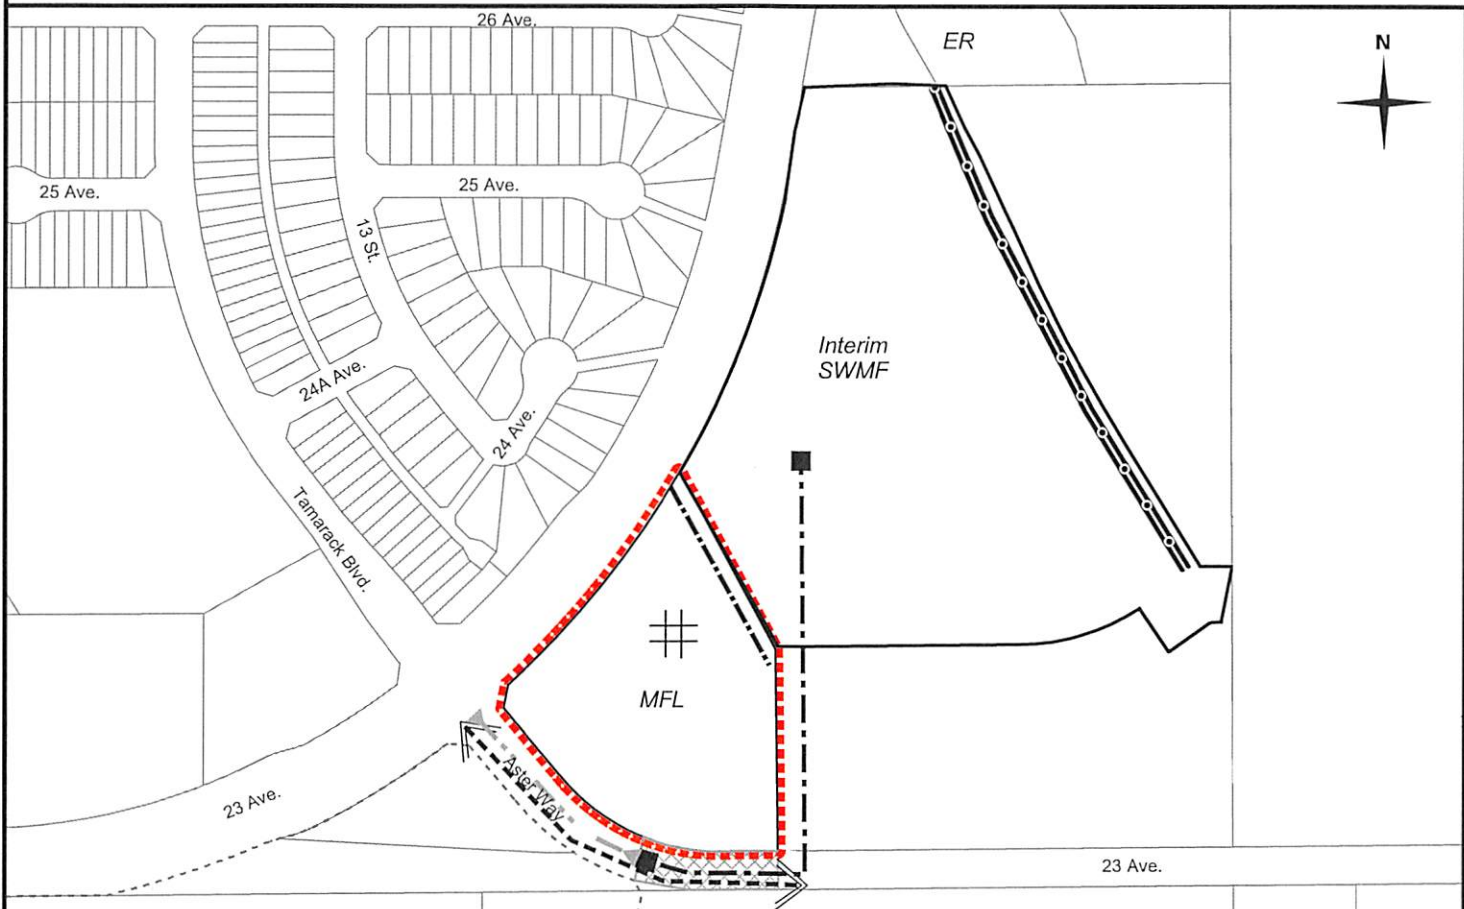 26 Ave.
ER
N
25 Ave.
25 Ave.
13 St.
Interim
SWMF
24A Ave.
24 Ave.
Tamarack Blvd.
MFL
Aster Way
23 Ave.
23 Ave.